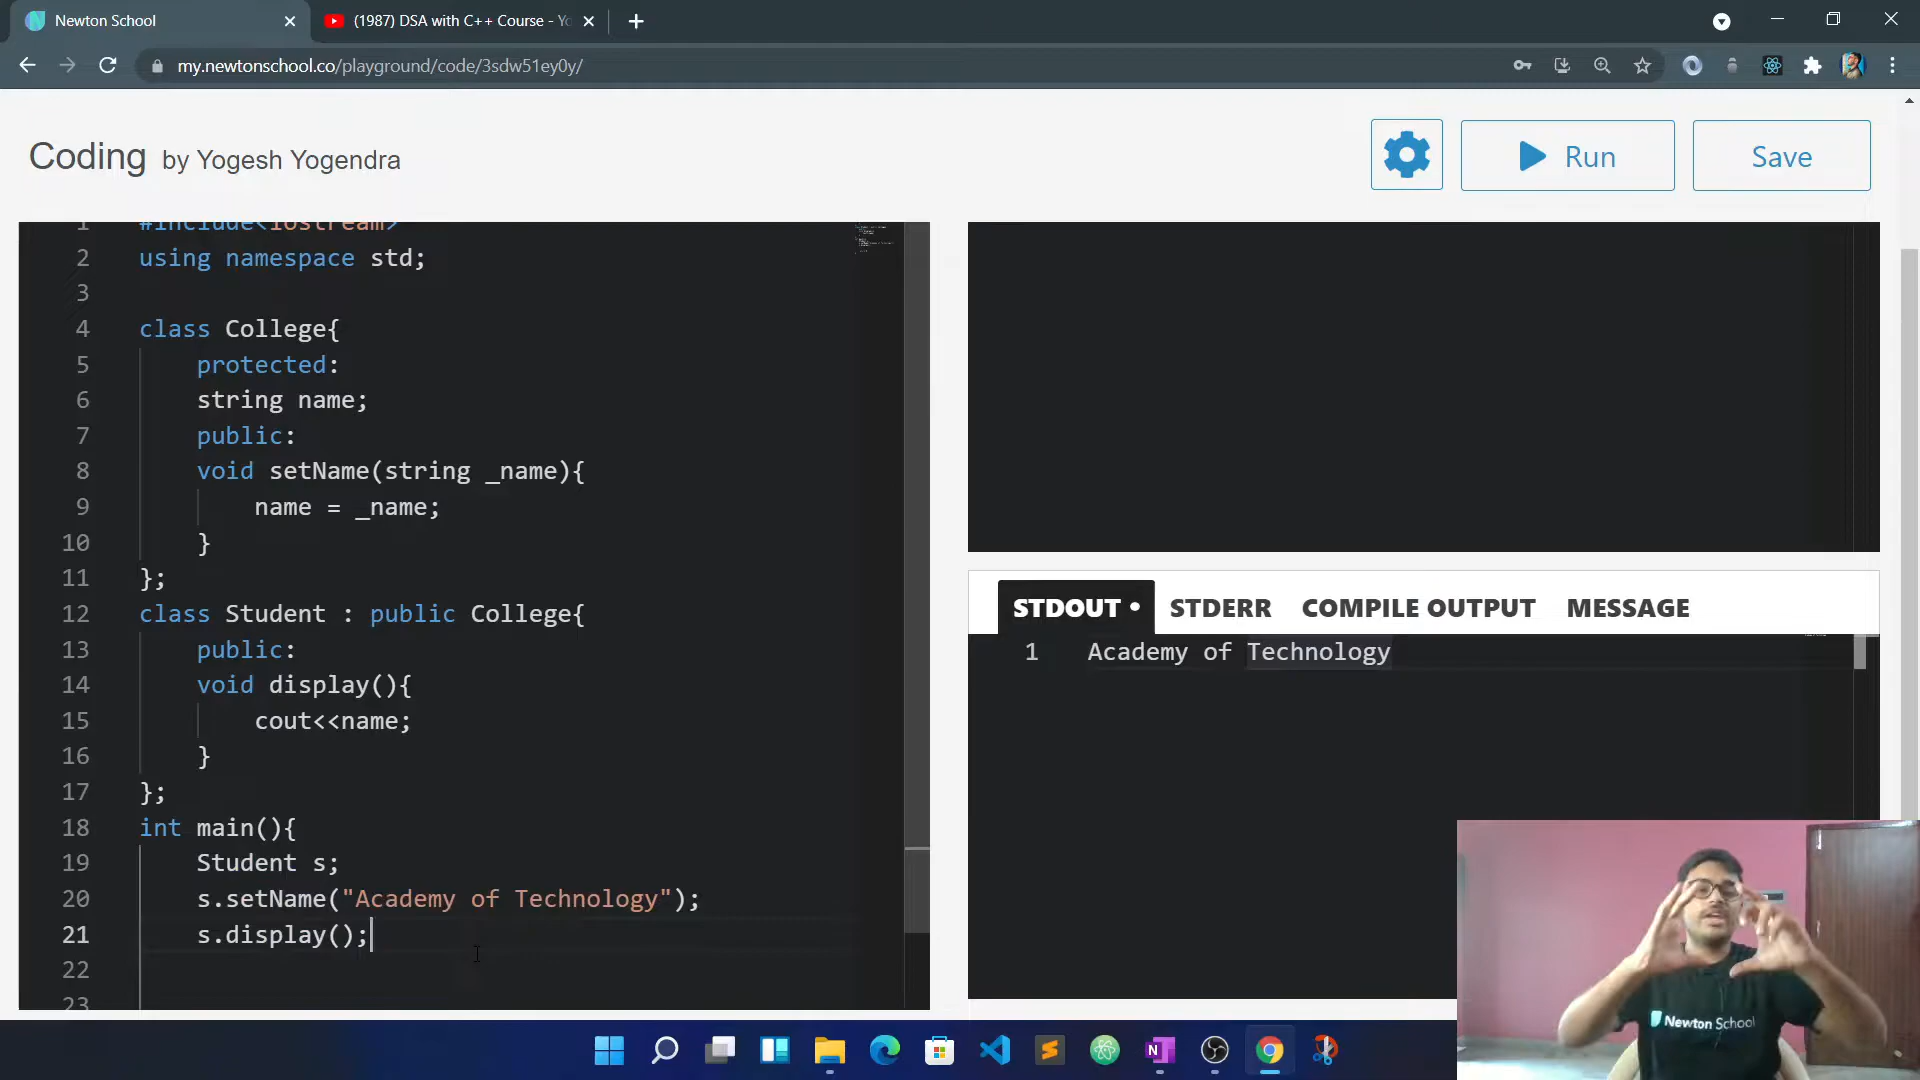 Newton School
(1987) DSA with C++ Course - Yo
my.newtonschool.co/playground/code/3sdw51ey0y/
Coding by Yogesh Yogendra
Run
Save
1 #include<iostream>
2 using namespace std;
3
4 class College{
5 protected:
6 string name;
7 public:
8 void setName(string _name){
9 name = _name;
10 }
11 };
12 class Student : public College{
13 public:
14 void display(){
15 cout<<name;
16 }
17 };
18 int main(){
19 Student s;
20 s.setName("Academy of Technology");
21 s.display();
22
23
STDOUT • STDERR COMPILE OUTPUT MESSAGE
1 Academy of Technology
Newton School